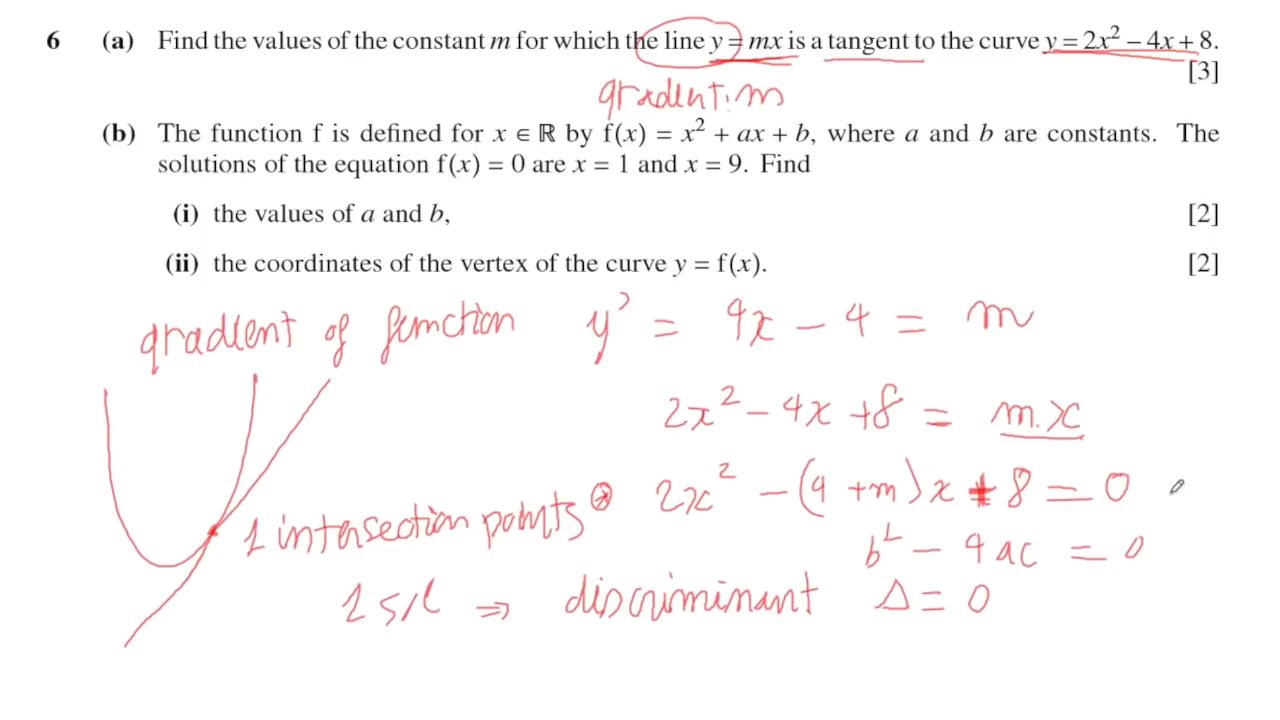 6 (a) Find the values of the constant m for which the line y = mx is a tangent to the curve y = 2x² − 4x + 8.
[3]
gradient: m
(b) The function f is defined for x ∈ ℝ by f(x) = x² + ax + b, where a and b are constants. The
solutions of the equation f(x) = 0 are x = 1 and x = 9. Find
(i) the values of a and b, [2]
(ii) the coordinates of the vertex of the curve y = f(x). [2]
gradient of function y' = 4x − 4 = m
2x² − 4x + 8 = m.x
1 intersection points 2x² − (4 + m)x + 8 = 0
b² − 4ac = 0
1 sol ⇒ discriminant Δ = 0